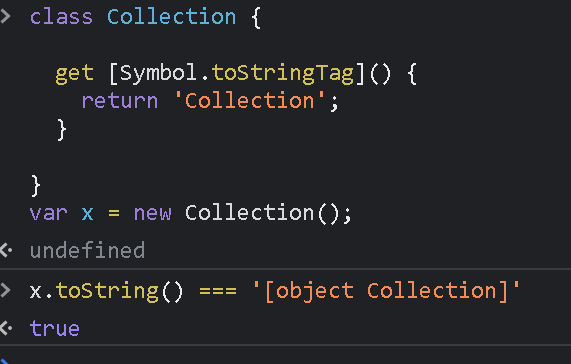 class Collection {
get [Symbol.toStringTag]() {
return 'Collection';
}
}
var x = new Collection();
undefined
x.toString() === '[object Collection]'
true